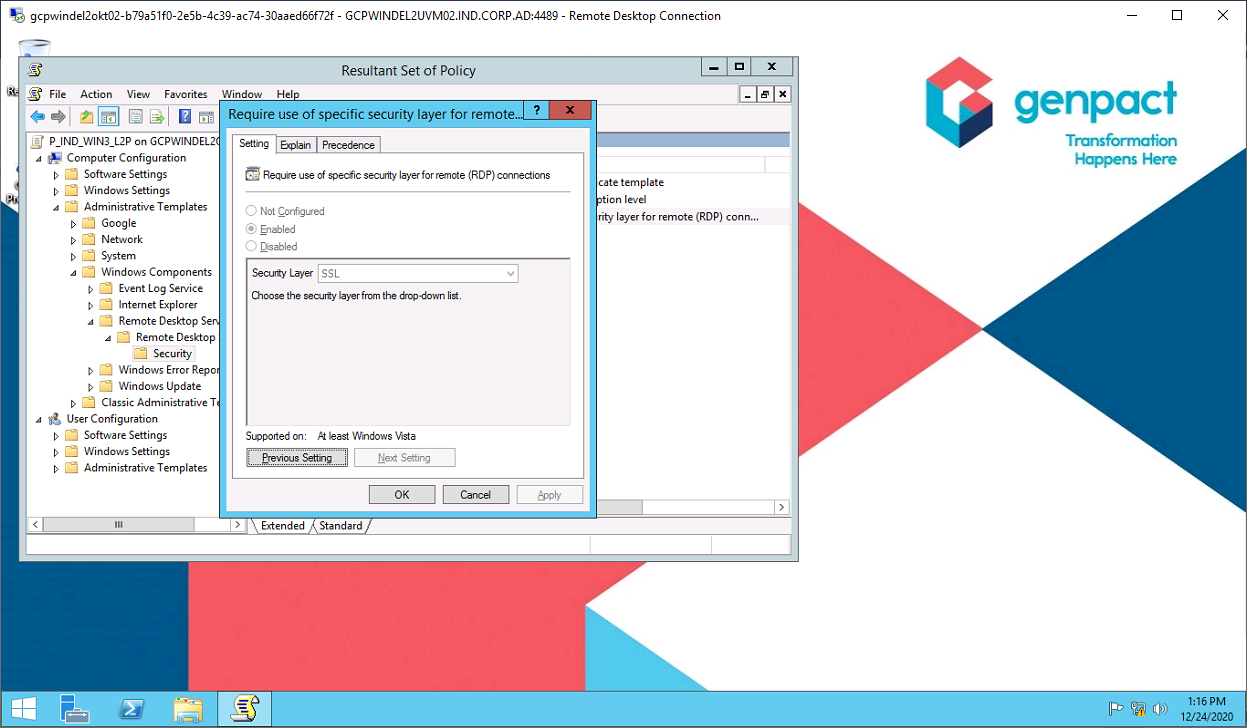 gcpwindel2okt02-b79a51f0-2e5b-4c39-ac74-30aaed66f72f - GCPWINDEL2UVM02.IND.CORP.AD:4489 - Remote Desktop Connection
Resultant Set of Policy
File Action View Favorites Window Help
P_IND_WIN3_L2P on GCPWINDEL2
Computer Configuration
Software Settings
Windows Settings
Administrative Templates
Google
Network
System
Windows Components
Event Log Service
Internet Explorer
Remote Desktop Serv
Remote Desktop
Security
Windows Error Repor
Windows Update
Classic Administrative Te
User Configuration
Software Settings
Windows Settings
Administrative Templates
Require use of specific security layer for remote...
?
Setting Explain Precedence
Require use of specific security layer for remote (RDP) connections
Not Configured
Enabled
Disabled
Security Layer SSL
Choose the security layer from the drop-down list.
Supported on: At least Windows Vista
Previous Setting Next Setting
OK Cancel Apply
cate template
ption level
rity layer for remote (RDP) conn...
Extended Standard
genpact
Transformation
Happens Here
1:16 PM
12/24/2020